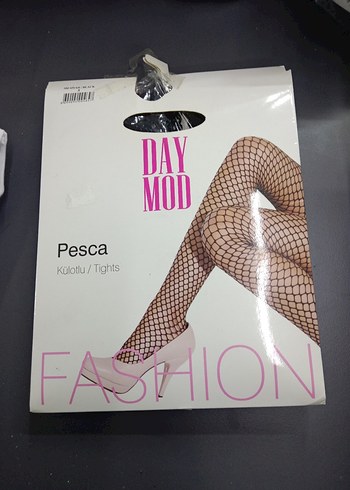 DAY
MOD
Pesca
Külotlu / Tights
FASHION